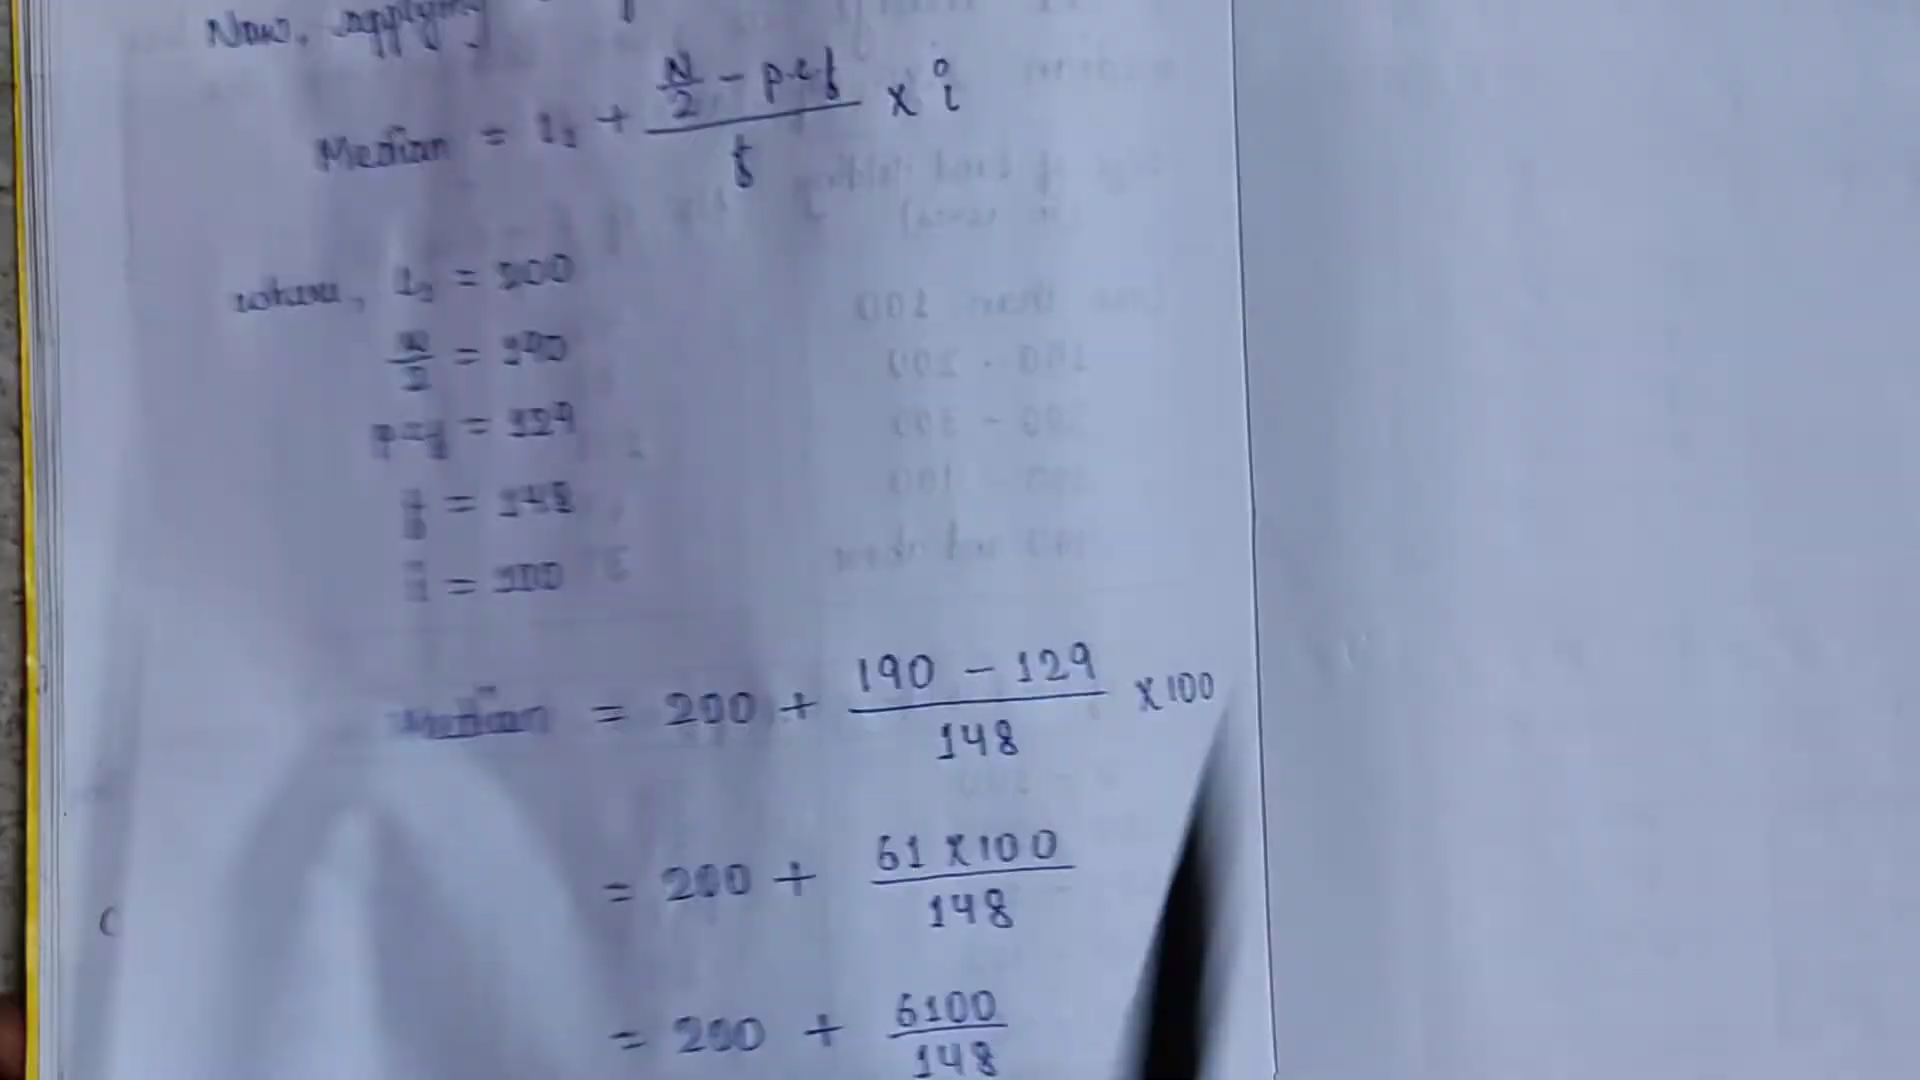 Now, applying
Median = l₁ + (N/2 - p.c.f)/f × i
where, l₁ = 200
N/2 = 190
p.c.f = 129
f = 148
i = 100
Median = 200 + (190 - 129)/148 × 100
= 200 + (61 × 100)/148
= 200 + 6100/148